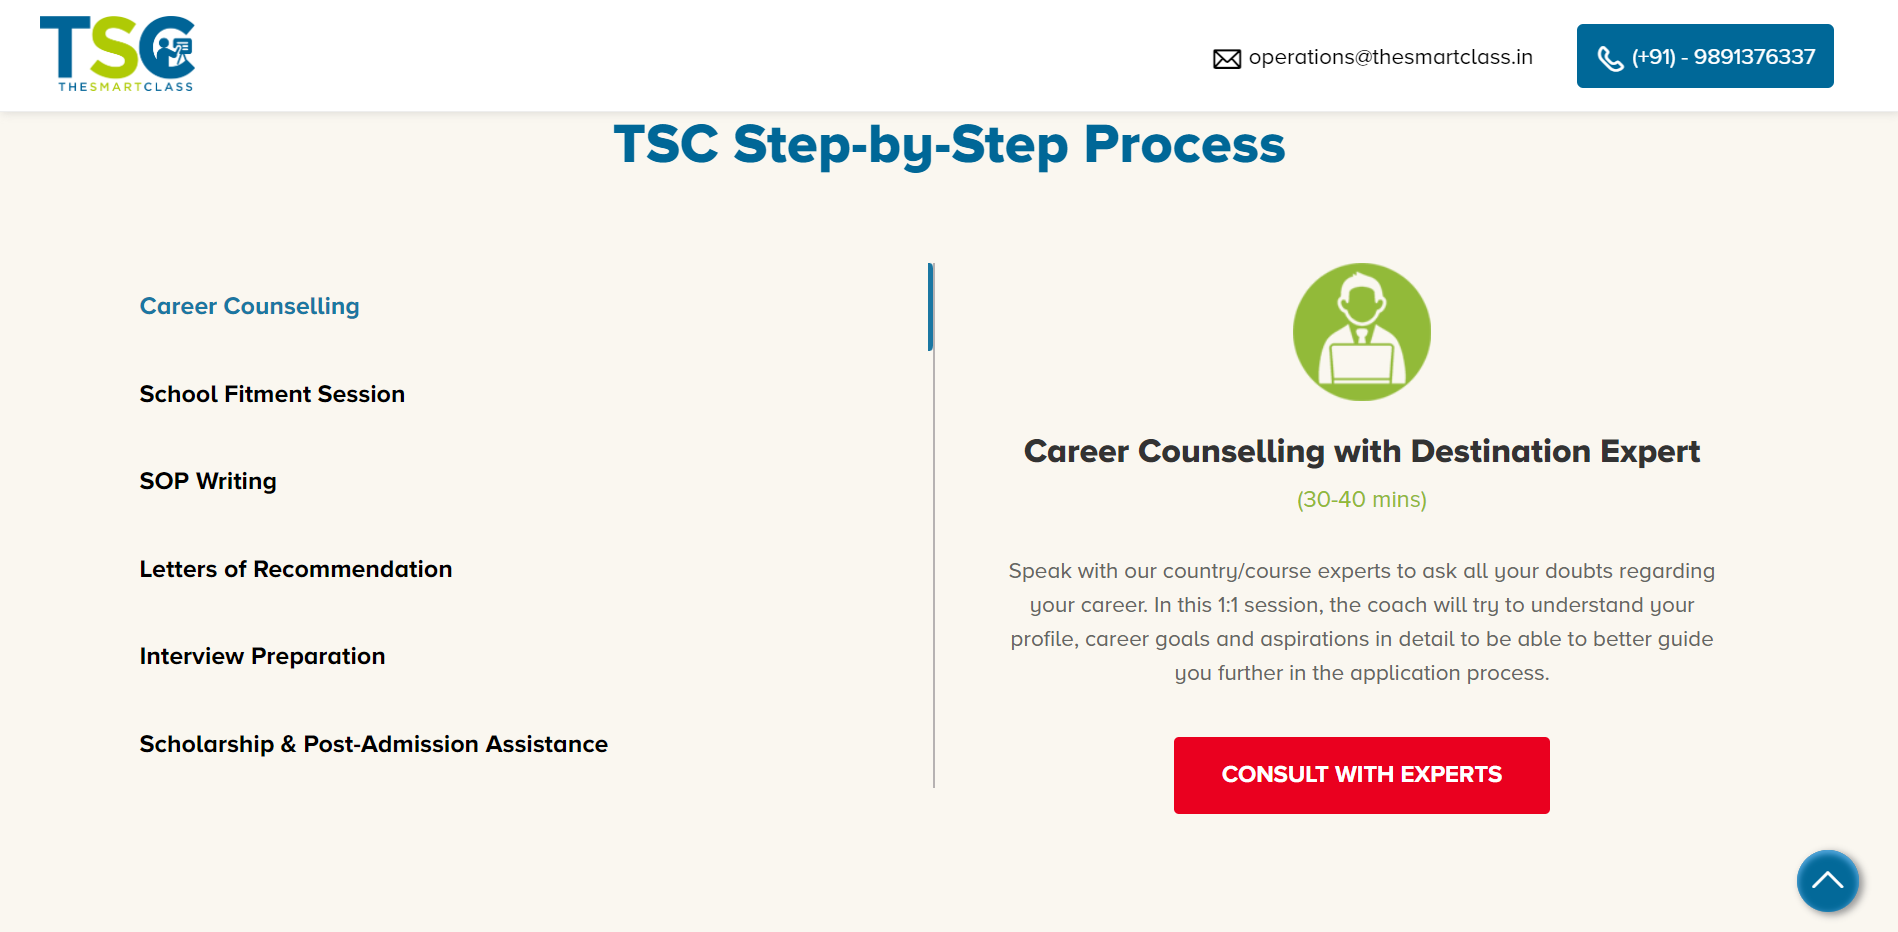 TSC
THESMARTCLASS
operations@thesmartclass.in
(+91) - 9891376337
TSC Step-by-Step Process
Career Counselling
School Fitment Session
SOP Writing
Letters of Recommendation
Interview Preparation
Scholarship & Post-Admission Assistance
Career Counselling with Destination Expert
(30-40 mins)
Speak with our country/course experts to ask all your doubts regarding
your career. In this 1:1 session, the coach will try to understand your
profile, career goals and aspirations in detail to be able to better guide
you further in the application process.
CONSULT WITH EXPERTS